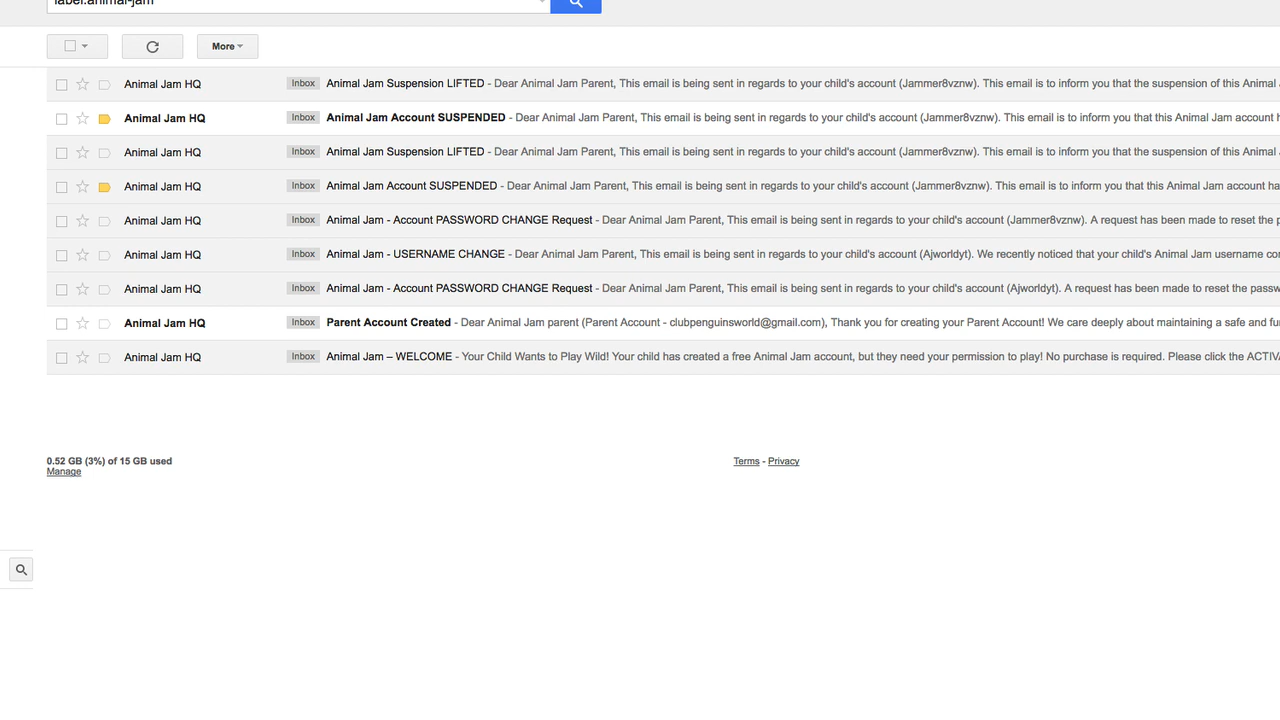 label:animal-jam
More
Animal Jam HQ Inbox Animal Jam Suspension LIFTED - Dear Animal Jam Parent, This email is being sent in regards to your child's account (Jammer8vznw). This email is to inform you that the suspension of this Animal
Animal Jam HQ Inbox Animal Jam Account SUSPENDED - Dear Animal Jam Parent, This email is being sent in regards to your child's account (Jammer8vznw). This email is to inform you that this Animal Jam account h
Animal Jam HQ Inbox Animal Jam Suspension LIFTED - Dear Animal Jam Parent, This email is being sent in regards to your child's account (Jammer8vznw). This email is to inform you that the suspension of this Animal
Animal Jam HQ Inbox Animal Jam Account SUSPENDED - Dear Animal Jam Parent, This email is being sent in regards to your child's account (Jammer8vznw). This email is to inform you that this Animal Jam account ha
Animal Jam HQ Inbox Animal Jam - Account PASSWORD CHANGE Request - Dear Animal Jam Parent, This email is being sent in regards to your child's account (Jammer8vznw). A request has been made to reset the p
Animal Jam HQ Inbox Animal Jam - USERNAME CHANGE - Dear Animal Jam Parent, This email is being sent in regards to your child's account (Ajworldyt). We recently noticed that your child's Animal Jam username co
Animal Jam HQ Inbox Animal Jam - Account PASSWORD CHANGE Request - Dear Animal Jam Parent, This email is being sent in regards to your child's account (Ajworldyt). A request has been made to reset the passw
Animal Jam HQ Inbox Parent Account Created - Dear Animal Jam parent (Parent Account - clubpenguinsworld@gmail.com), Thank you for creating your Parent Account! We care deeply about maintaining a safe and fu
Animal Jam HQ Inbox Animal Jam – WELCOME - Your Child Wants to Play Wild! Your child has created a free Animal Jam account, but they need your permission to play! No purchase is required. Please click the ACTIVA
0.52 GB (3%) of 15 GB used
Manage
Terms - Privacy